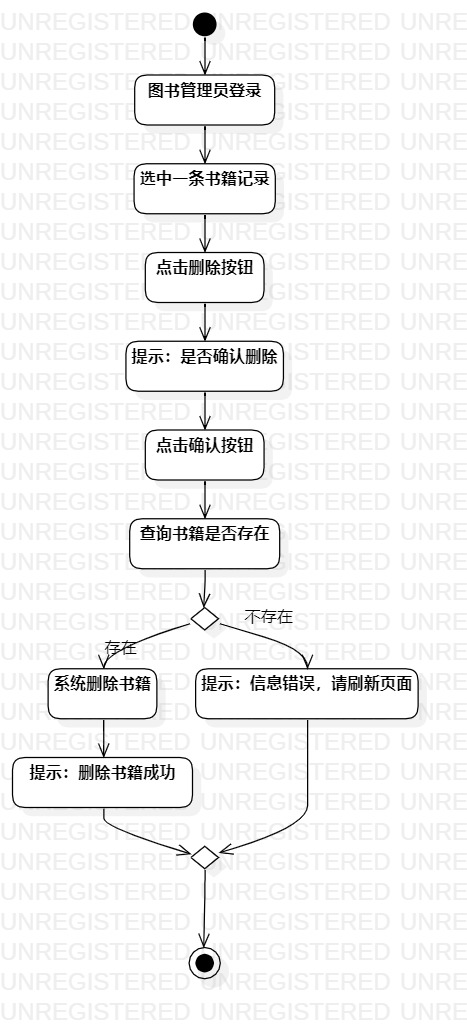 图书管理员登录
选中一条书籍记录
点击删除按钮
提示：是否确认删除
点击确认按钮
查询书籍是否存在
不存在
存在
系统删除书籍
提示：信息错误，请刷新页面
提示：删除书籍成功
UNREGISTERED